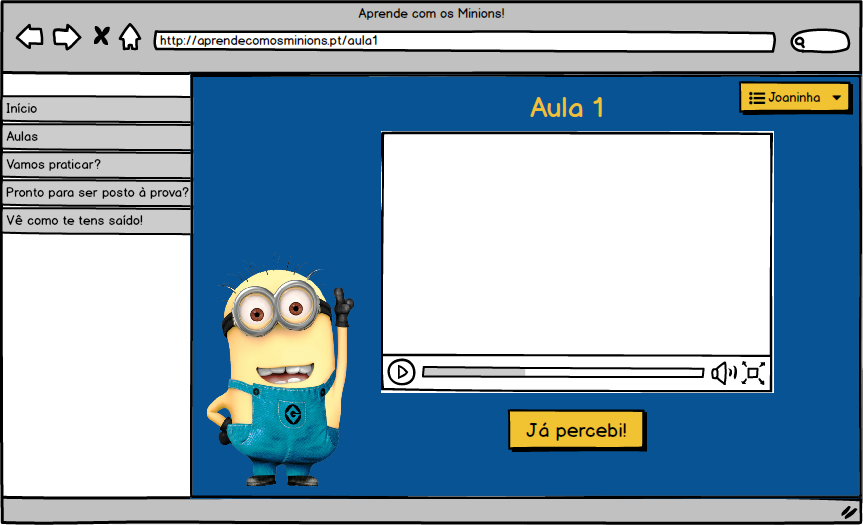 Aprende com os Minions!
http://aprendecomosminions.pt/aula1
Início
Aulas
Vamos praticar?
Pronto para ser posto à prova?
Vê como te tens saído!
Joaninha
Aula 1
Já percebi!